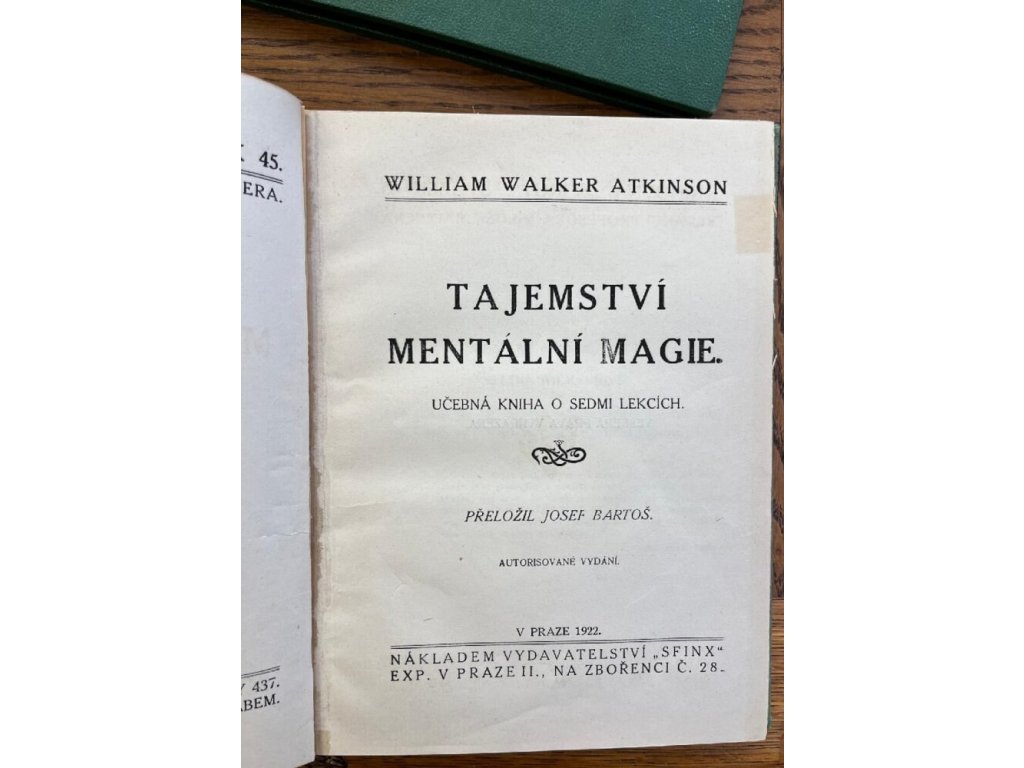 45.
ERA.
437.
ÁBEM.
WILLIAM WALKER ATKINSON
TAJEMSTVÍ
MENTÁLNÍ MAGIE.
UČEBNÁ KNIHA O SEDMI LEKCÍCH.
PŘELOŽIL JOSEF BARTOŠ.
AUTORISOVANÉ VYDÁNÍ.
V PRAZE 1922.
NÁKLADEM VYDAVATELSTVÍ „SFINX“
EXP. V PRAZE II., NA ZBOŘENCI Č. 28.